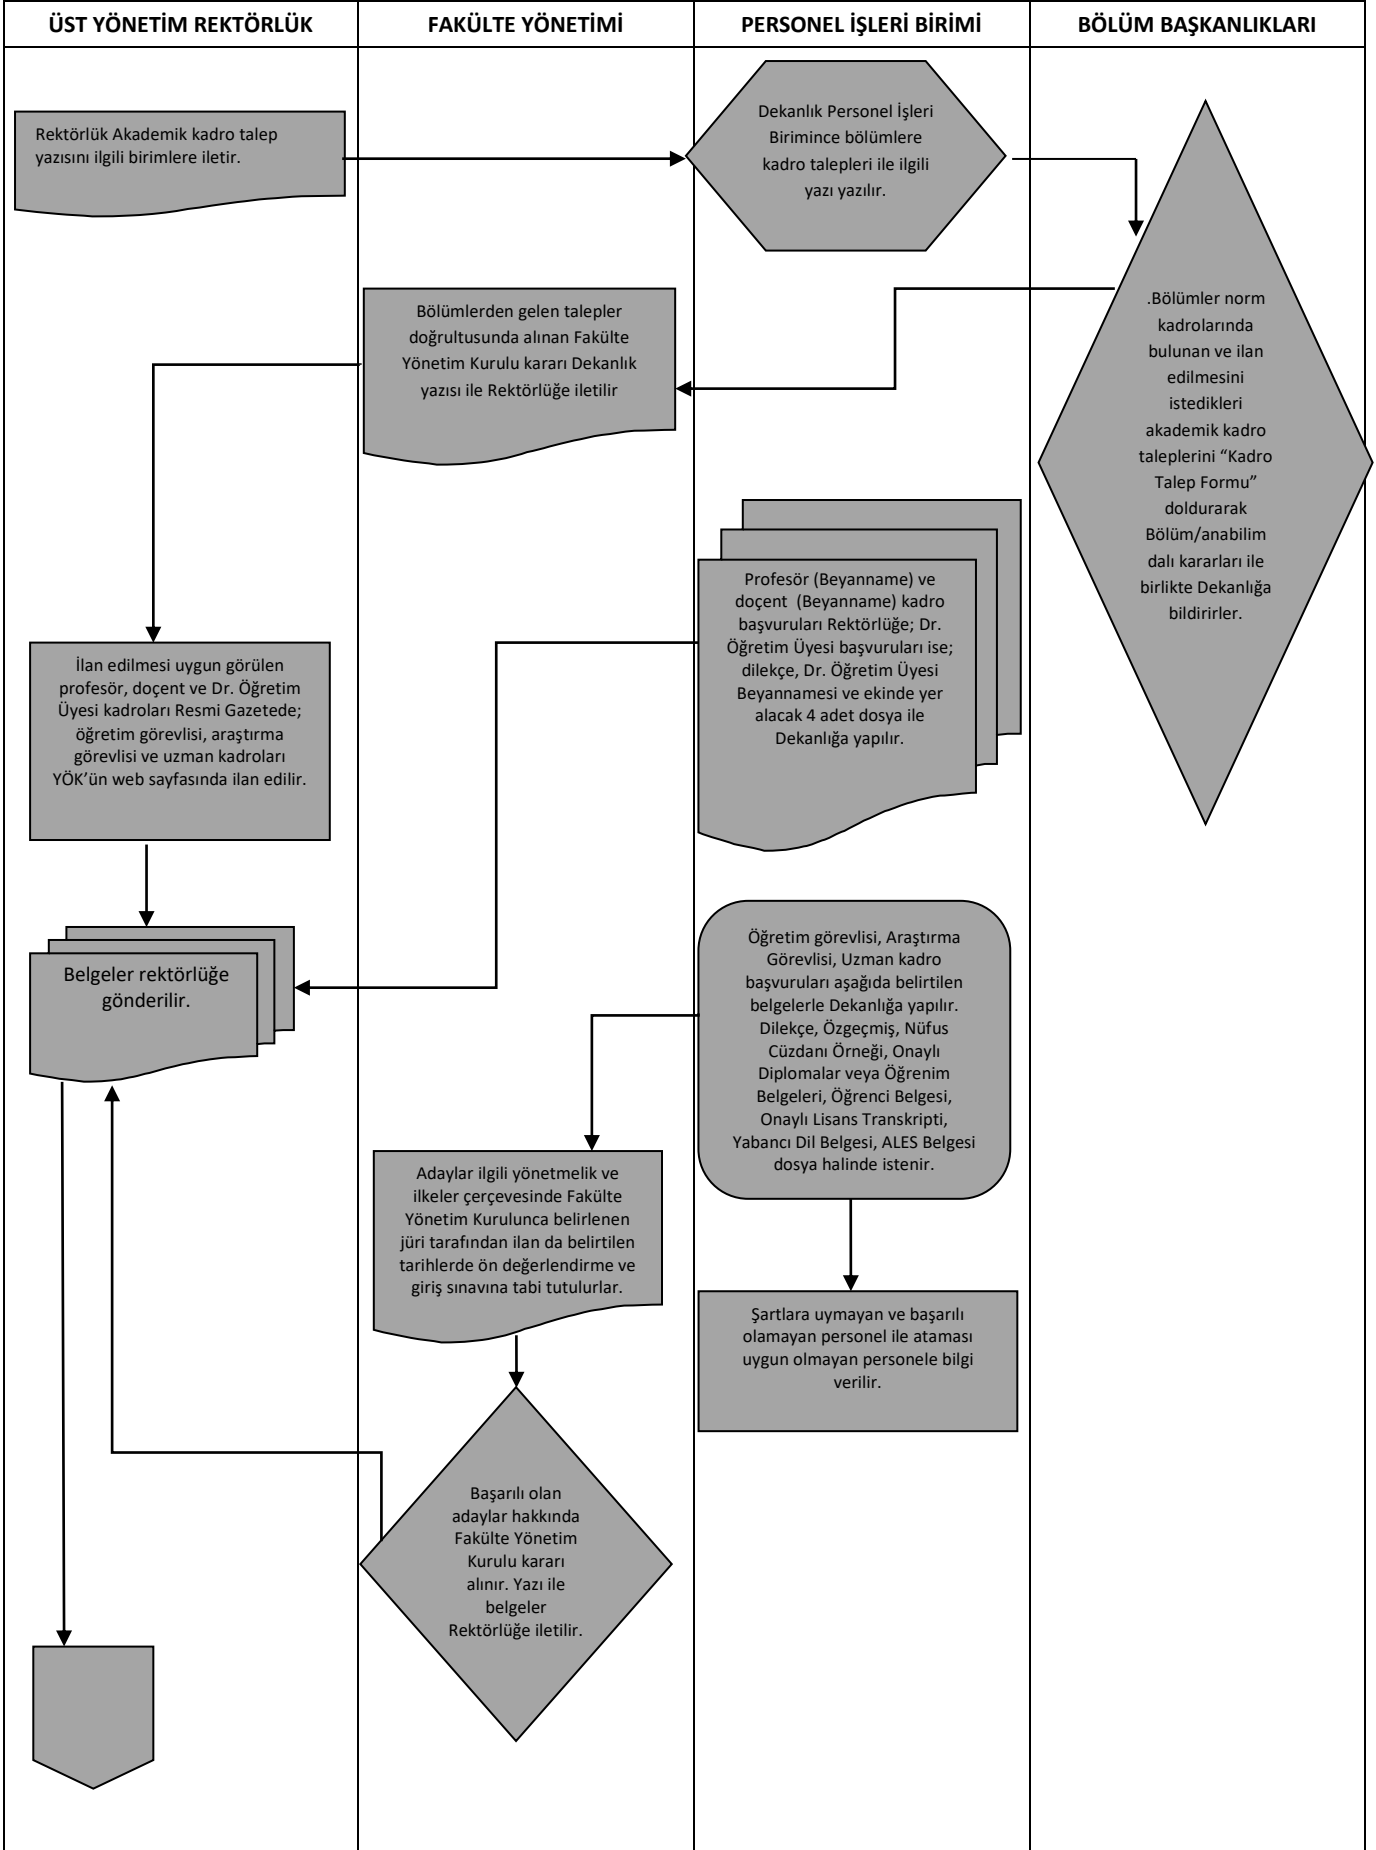 ÜST YÖNETİM REKTÖRLÜK
FAKÜLTE YÖNETİMİ
PERSONEL İŞLERİ BİRİMİ
BÖLÜM BAŞKANLIKLARI
Rektörlük Akademik kadro talep
yazısını ilgili birimlere iletir.
Dekanlık Personel İşleri
Birimince bölümlere
kadro talepleri ile ilgili
yazı yazılır.
.Bölümler norm
kadrolarında
bulunan ve ilan
edilmesini
istedikleri
akademik kadro
taleplerini “Kadro
Talep Formu”
doldurarak
Bölüm/anabilim
dalı kararları ile
birlikte Dekanlığa
bildirirler.
Bölümlerden gelen talepler
doğrultusunda alınan Fakülte
Yönetim Kurulu kararı Dekanlık
yazısı ile Rektörlüğe iletilir
Profesör (Beyanname) ve
doçent  (Beyanname) kadro
başvuruları Rektörlüğe; Dr.
Öğretim Üyesi başvuruları ise;
dilekçe, Dr. Öğretim Üyesi
Beyannamesi ve ekinde yer
alacak 4 adet dosya ile
Dekanlığa yapılır.
İlan edilmesi uygun görülen
profesör, doçent ve Dr. Öğretim
Üyesi kadroları Resmi Gazetede;
öğretim görevlisi, araştırma
görevlisi ve uzman kadroları
YÖK’ün web sayfasında ilan edilir.
Belgeler rektörlüğe
gönderilir.
Öğretim görevlisi, Araştırma
Görevlisi, Uzman kadro
başvuruları aşağıda belirtilen
belgelerle Dekanlığa yapılır.
Dilekçe, Özgeçmiş, Nüfus
Cüzdanı Örneği, Onaylı
Diplomalar veya Öğrenim
Belgeleri, Öğrenci Belgesi,
Onaylı Lisans Transkripti,
Yabancı Dil Belgesi, ALES Belgesi
dosya halinde istenir.
Adaylar ilgili yönetmelik ve
ilkeler çerçevesinde Fakülte
Yönetim Kurulunca belirlenen
jüri tarafından ilan da belirtilen
tarihlerde ön değerlendirme ve
giriş sınavına tabi tutulurlar.
Şartlara uymayan ve başarılı
olamayan personel ile ataması
uygun olmayan personele bilgi
verilir.
Başarılı olan
adaylar hakkında
Fakülte Yönetim
Kurulu kararı
alınır. Yazı ile
belgeler
Rektörlüğe iletilir.